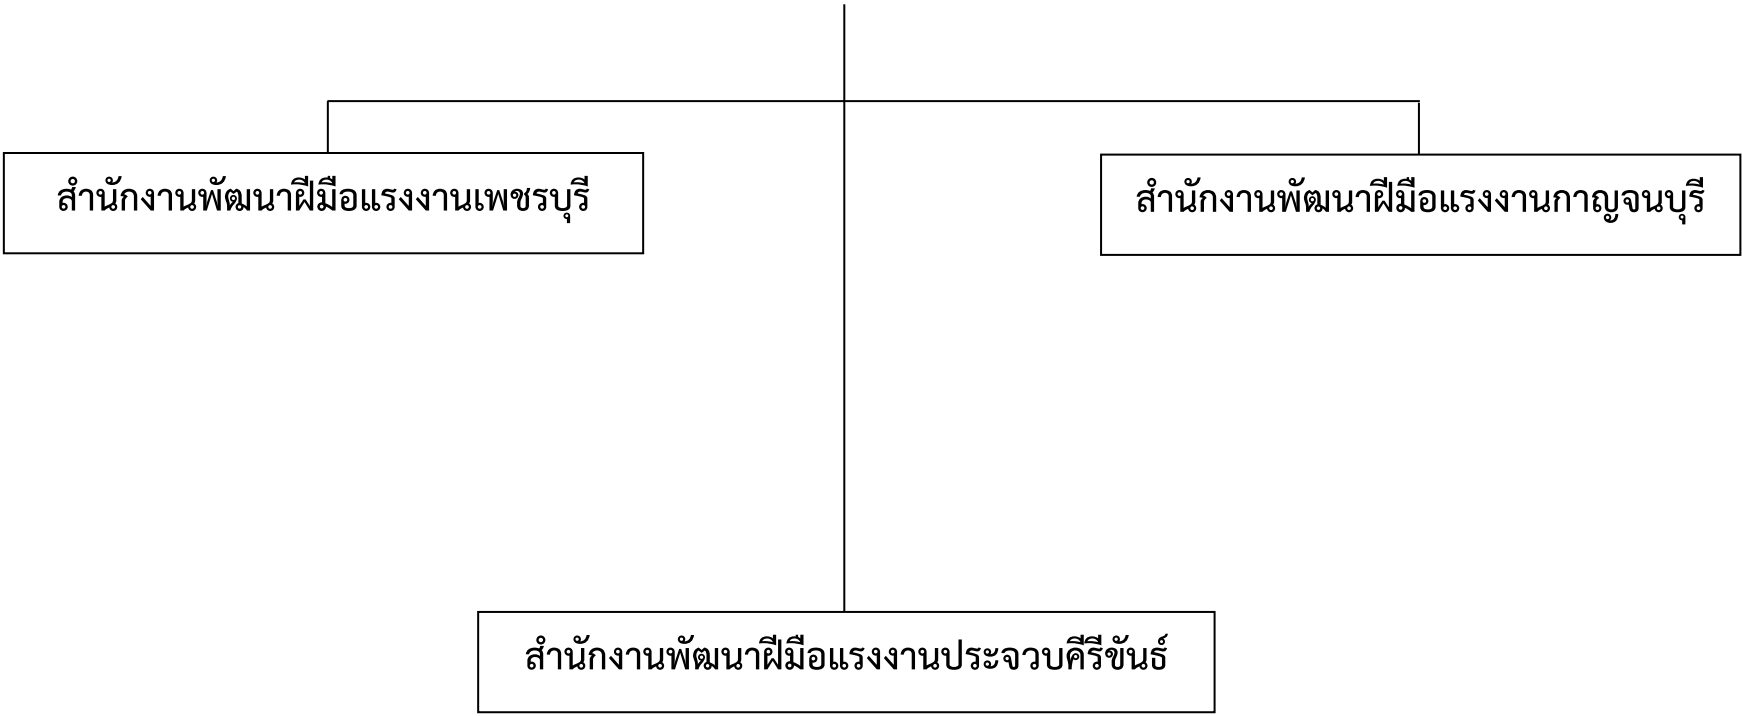 สำนักงานพัฒนาฝีมือแรงงานเพชรบุรี
สำนักงานพัฒนาฝีมือแรงงานกาญจนบุรี
สำนักงานพัฒนาฝีมือแรงงานประจวบคีรีขันธ์